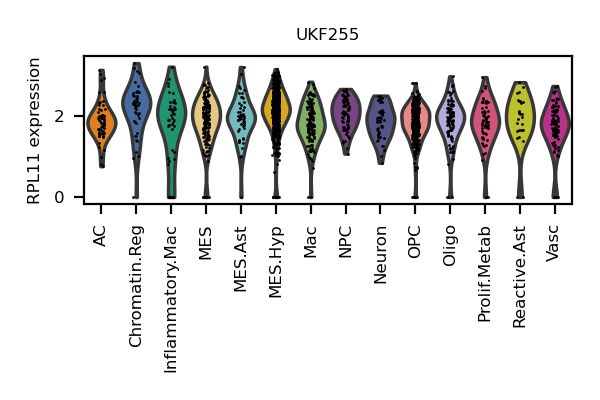 UKF255
RPL11 expression
2
0
AC
Chromatin.Reg
Inflammatory.Mac
MES
MES.Ast
MES.Hyp
Mac
NPC
Neuron
OPC
Oligo
Prolif.Metab
Reactive.Ast
Vasc